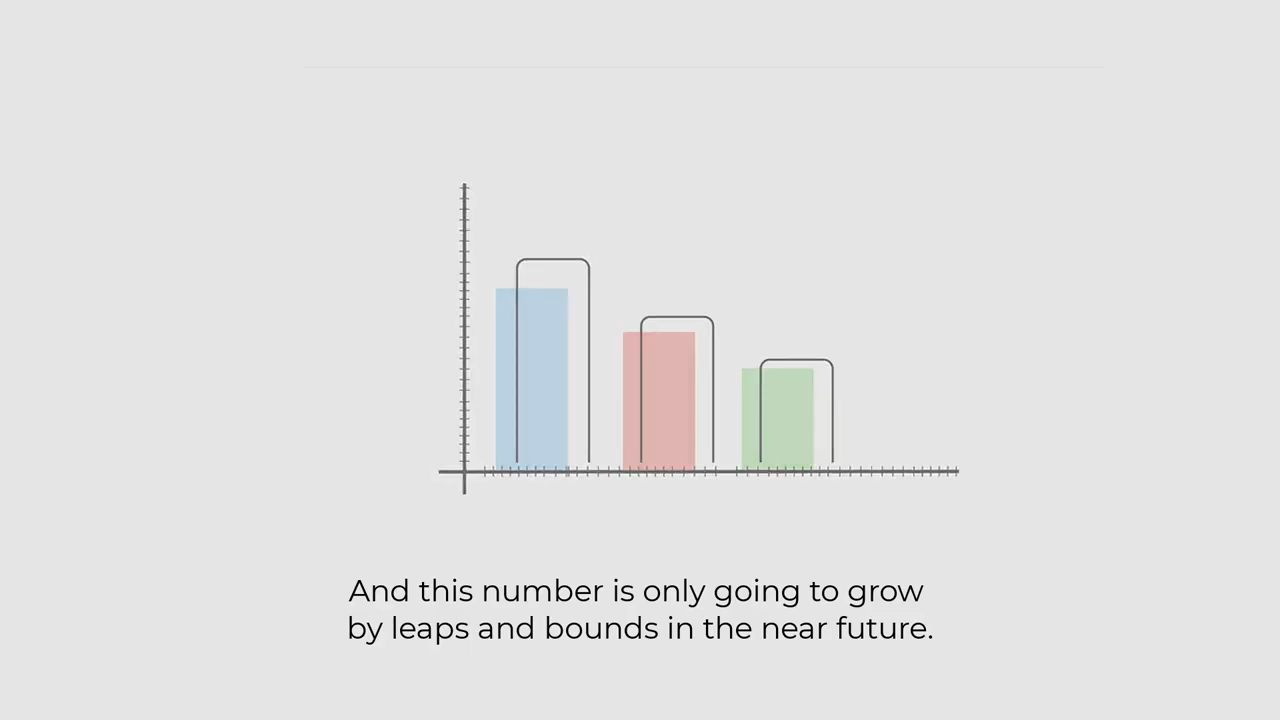 And this number is only going to grow
by leaps and bounds in the near future.